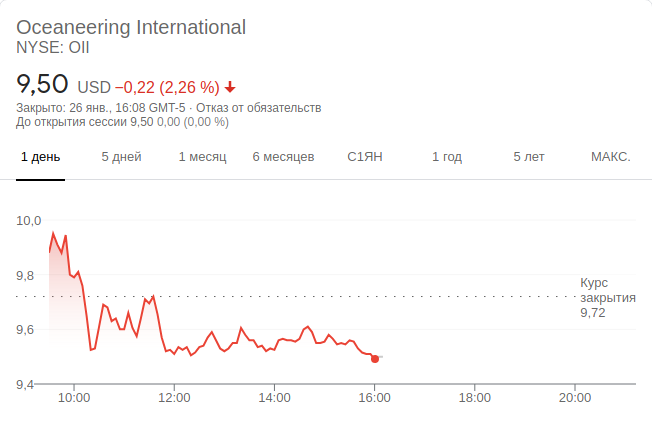 Oceaneering International
NYSE: OII
9,50 USD −0,22 (2,26 %)
Закрыто: 26 янв., 16:08 GMT-5 · Отказ от обязательств
До открытия сессии 9,50 0,00 (0,00 %)
1 день 5 дней 1 месяц 6 месяцев С1ЯН 1 год 5 лет МАКС.
10,0
9,8
Курс
закрытия
9,72
9,6
9,4
10:00 12:00 14:00 16:00 18:00 20:00